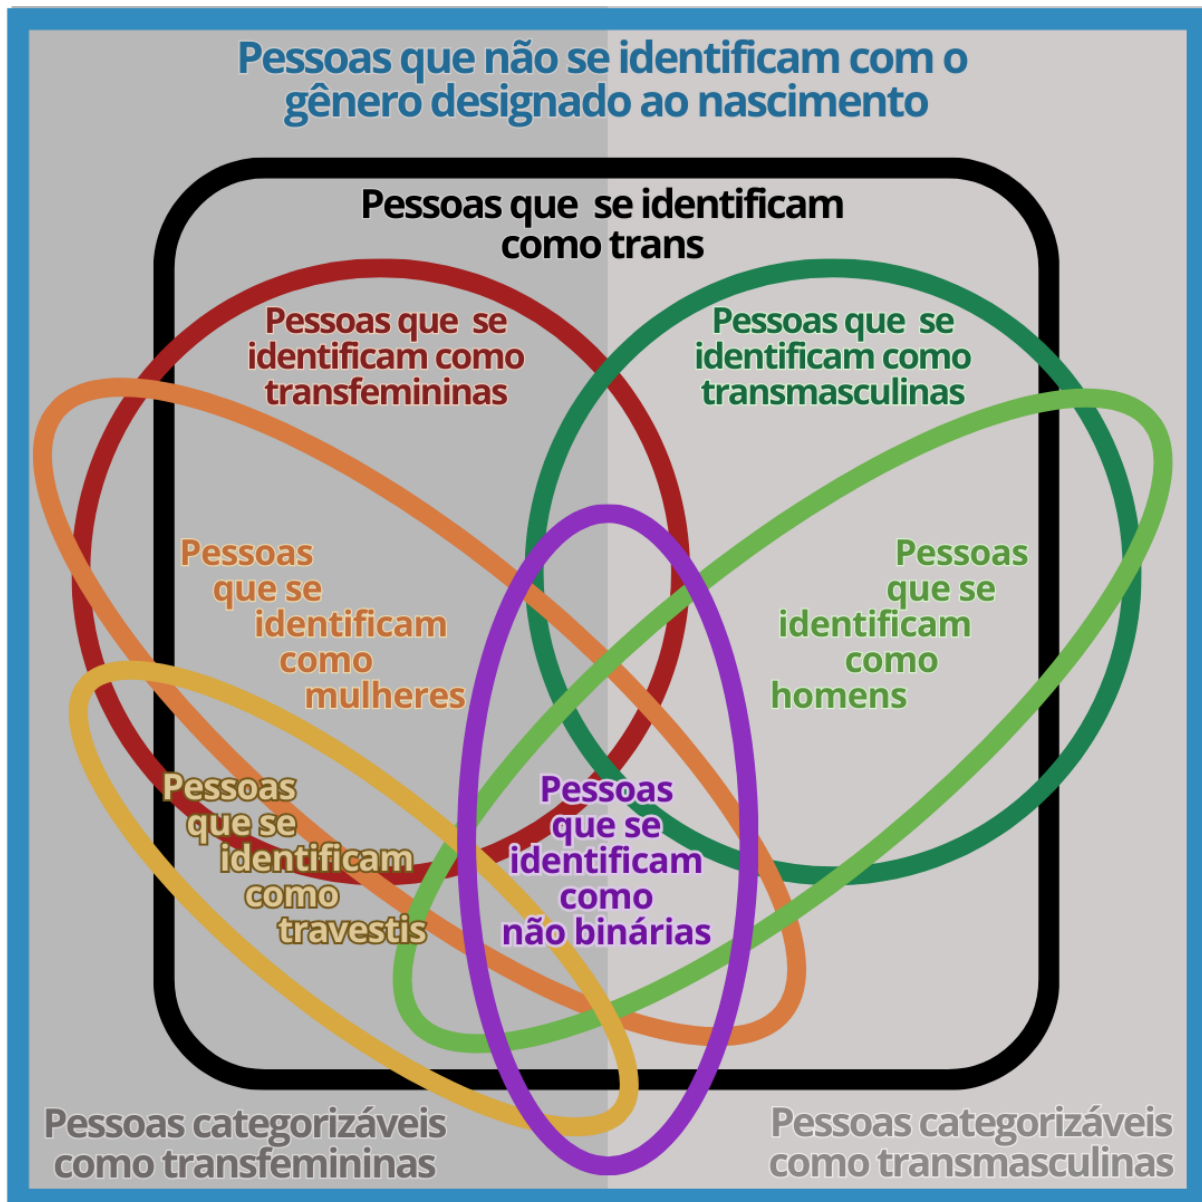 Pessoas que não se identificam com o
gênero designado ao nascimento
Pessoas que se identificam
como trans
Pessoas que se
identificam como
transfemininas
Pessoas que se
identificam como
transmasculinas
Pessoas
que se
identificam
como
mulheres
Pessoas
que se
identificam
como
homens
Pessoas
que se
identificam
como
travestis
Pessoas
que se
identificam
como
não binárias
Pessoas categorizáveis
como transfemininas
Pessoas categorizáveis
como transmasculinas